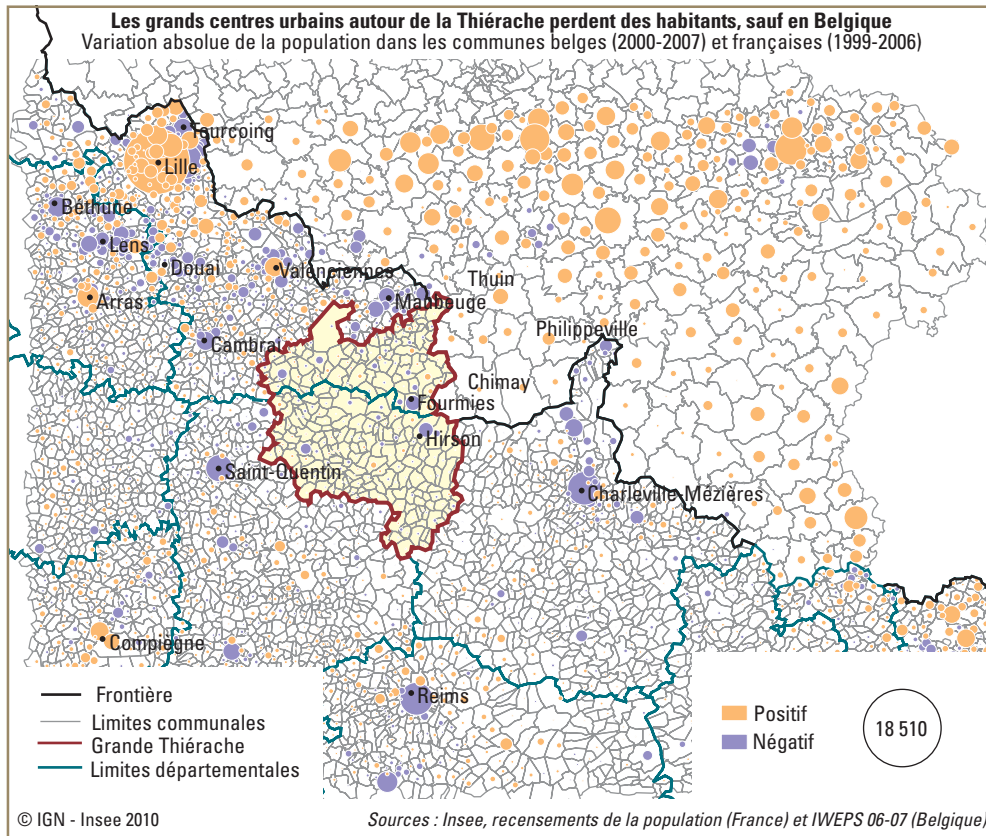 Les grands centres urbains autour de la Thiérache perdent des habitants, sauf en Belgique
Variation absolue de la population dans les communes belges (2000-2007) et françaises (1999-2006)
Tourcoing
Lille
Béthune
Lens
Douai
Valenciennes
Thuin
Arras
Maubeuge
Philippeville
Cambrai
Chimay
Fourmies
Hirson
Saint-Quentin
Charleville-Mézières
Compiègne
Reims
Frontière
Limites communales
Grande Thiérache
Limites départementales
Positif
Négatif
18 510
© IGN - Insee 2010
Sources : Insee, recensements de la population (France) et IWEPS 06-07 (Belgique)